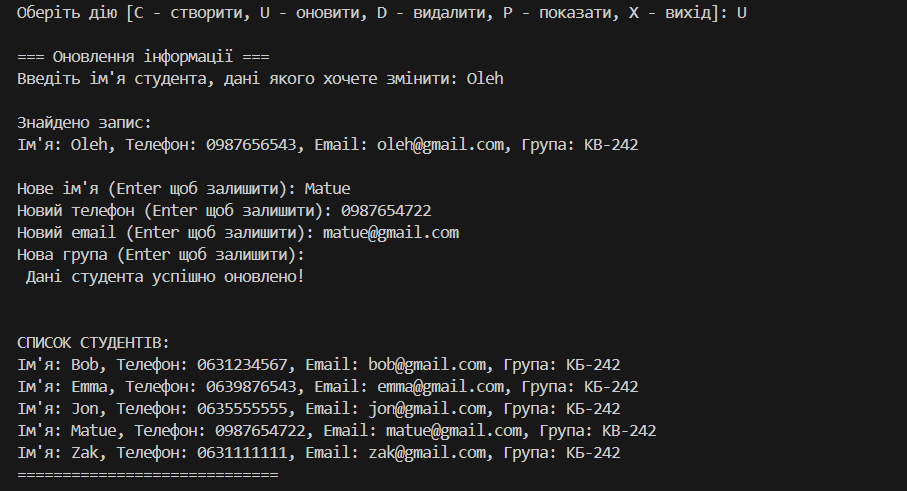 Оберіть дію [C - створити, U - оновити, D - видалити, P - показати, X - вихід]: U
=== Оновлення інформації ===
Введіть ім'я студента, дані якого хочете змінити: Oleh
Знайдено запис:
Ім'я: Oleh, Телефон: 0987656543, Email: oleh@gmail.com, Група: КВ-242
Нове ім'я (Enter щоб залишити): Matue
Новий телефон (Enter щоб залишити): 0987654722
Новий email (Enter щоб залишити): matue@gmail.com
Нова група (Enter щоб залишити):
Дані студента успішно оновлено!
СПИСОК СТУДЕНТІВ:
Ім'я: Bob, Телефон: 0631234567, Email: bob@gmail.com, Група: КБ-242
Ім'я: Emma, Телефон: 0639876543, Email: emma@gmail.com, Група: КБ-242
Ім'я: Jon, Телефон: 0635555555, Email: jon@gmail.com, Група: КБ-242
Ім'я: Matue, Телефон: 0987654722, Email: matue@gmail.com, Група: КВ-242
Ім'я: Zak, Телефон: 0631111111, Email: zak@gmail.com, Група: КБ-242
=============================